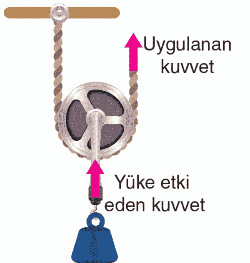 Uygulanan
kuvvet
Yüke etki
eden kuvvet